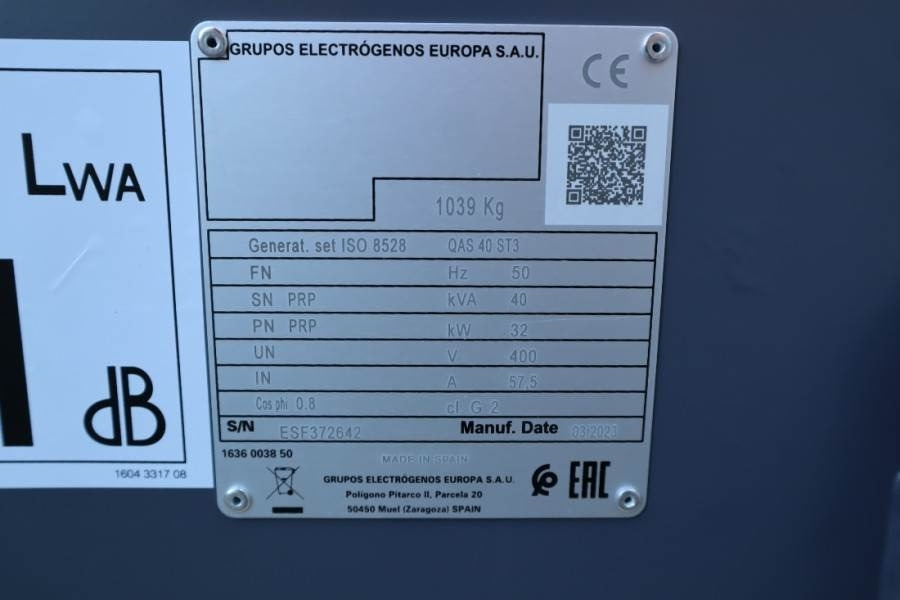 LWA
dB
1604 3317 08
GRUPOS ELECTRÓGENOS EUROPA S.A.U.
CE
1039 Kg
Generat. set ISO 8528 QAS 40 ST3
FN Hz 50
SN PRP kVA 40
PN PRP kW 32
UN V 400
IN A 57,5
Cos phi 0.8 cl. G 2
S/N ESF372642 Manuf. Date 03/2023
1636 0038 50
MADE IN SPAIN
GRUPOS ELECTRÓGENOS EUROPA S.A.U.
Polígono Pitarco II, Parcela 20
50450 Muel (Zaragoza) SPAIN
EAC